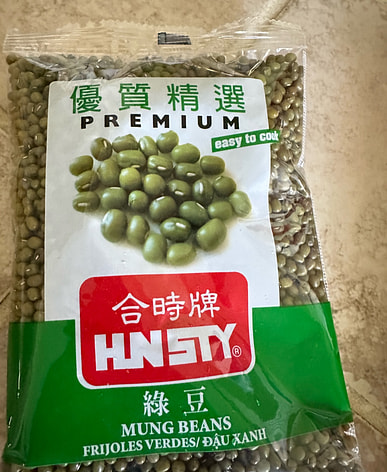 優質精選
PREMIUM
easy to cook
合時牌
HNSTY®
綠豆
MUNG BEANS
FRIJOLES VERDES/ ĐẬU XANH